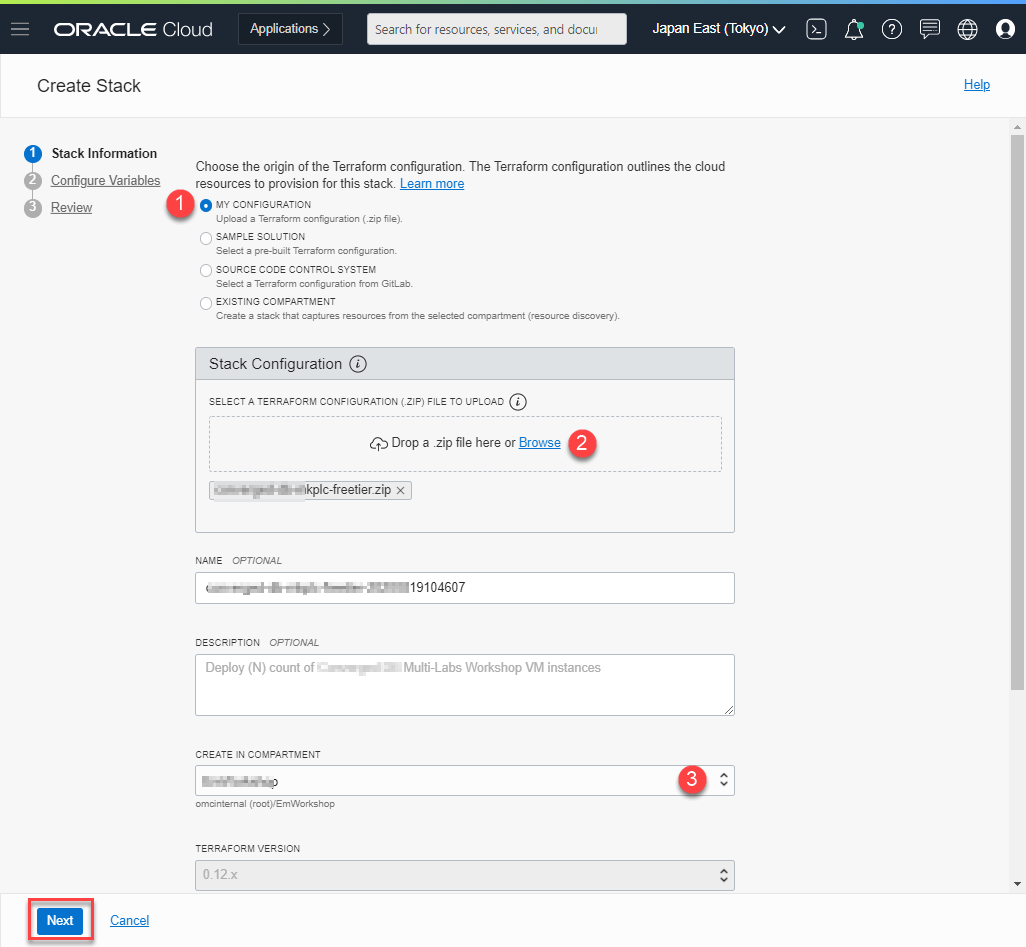 ORACLE Cloud
Applications
Search for resources, services, and docu
Japan East (Tokyo)
Create Stack
Help
1 Stack Information
2 Configure Variables
3 Review
Choose the origin of the Terraform configuration. The Terraform configuration outlines the cloud
resources to provision for this stack. Learn more
1
MY CONFIGURATION
Upload a Terraform configuration (.zip file).
SAMPLE SOLUTION
Select a pre-built Terraform configuration.
SOURCE CODE CONTROL SYSTEM
Select a Terraform configuration from GitLab.
EXISTING COMPARTMENT
Create a stack that captures resources from the selected compartment (resource discovery).
Stack Configuration
SELECT A TERRAFORM CONFIGURATION (.ZIP) FILE TO UPLOAD
Drop a .zip file here or Browse 2
kplc-freetier.zip
NAME OPTIONAL
19104607
DESCRIPTION OPTIONAL
Deploy (N) count of Multi-Labs Workshop VM instances
CREATE IN COMPARTMENT
3
omcinternal (root)/EmWorkshop
TERRAFORM VERSION
0.12.x
Next
Cancel